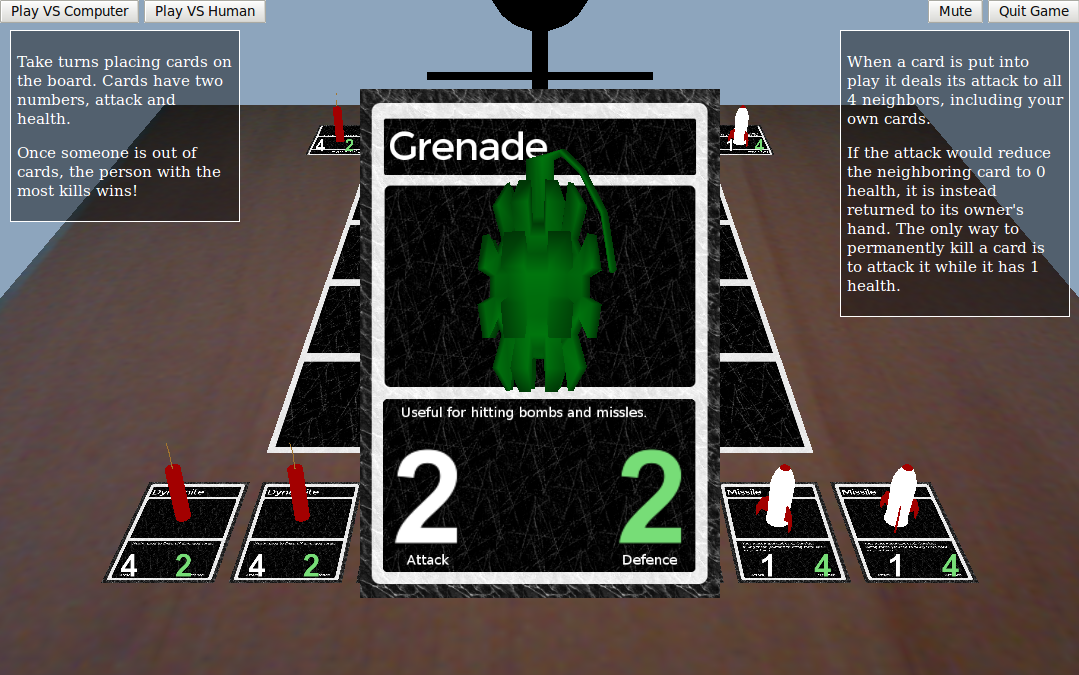 Play VS Computer
Play VS Human
Mute
Quit Game
Take turns placing cards on
the board. Cards have two
numbers, attack and
health.
Once someone is out of
cards, the person with the
most kills wins!
When a card is put into
play it deals its attack to all
4 neighbors, including your
own cards.
If the attack would reduce
the neighboring card to 0
health, it is instead
returned to its owner's
hand. The only way to
permanently kill a card is
to attack it while it has 1
health.
4 2
1 4
Grenade
Useful for hitting bombs and missles.
2 2
Attack Defence
Missile
Missile
4 2
4 2
1 4
1 4